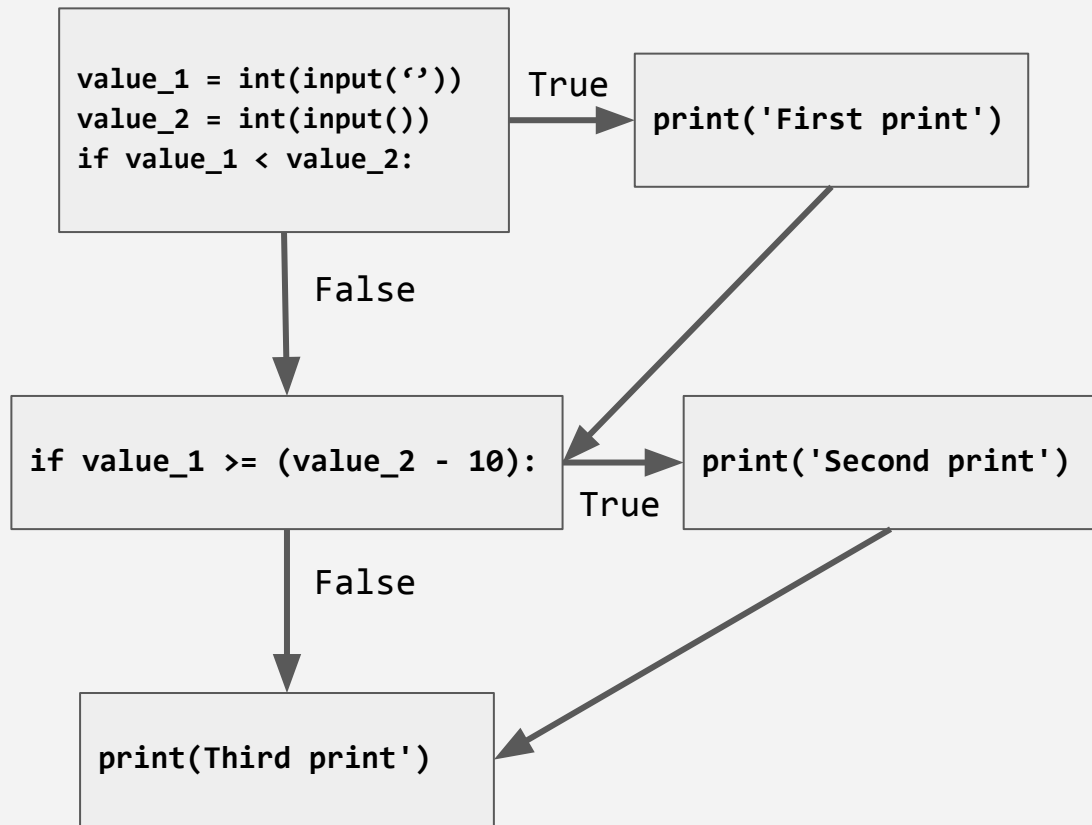 value_1 = int(input(‘’))
value_2 = int(input())
if value_1 < value_2:
True
print('First print')
False
if value_1 >= (value_2 - 10):
True
print('Second print')
False
print(Third print')